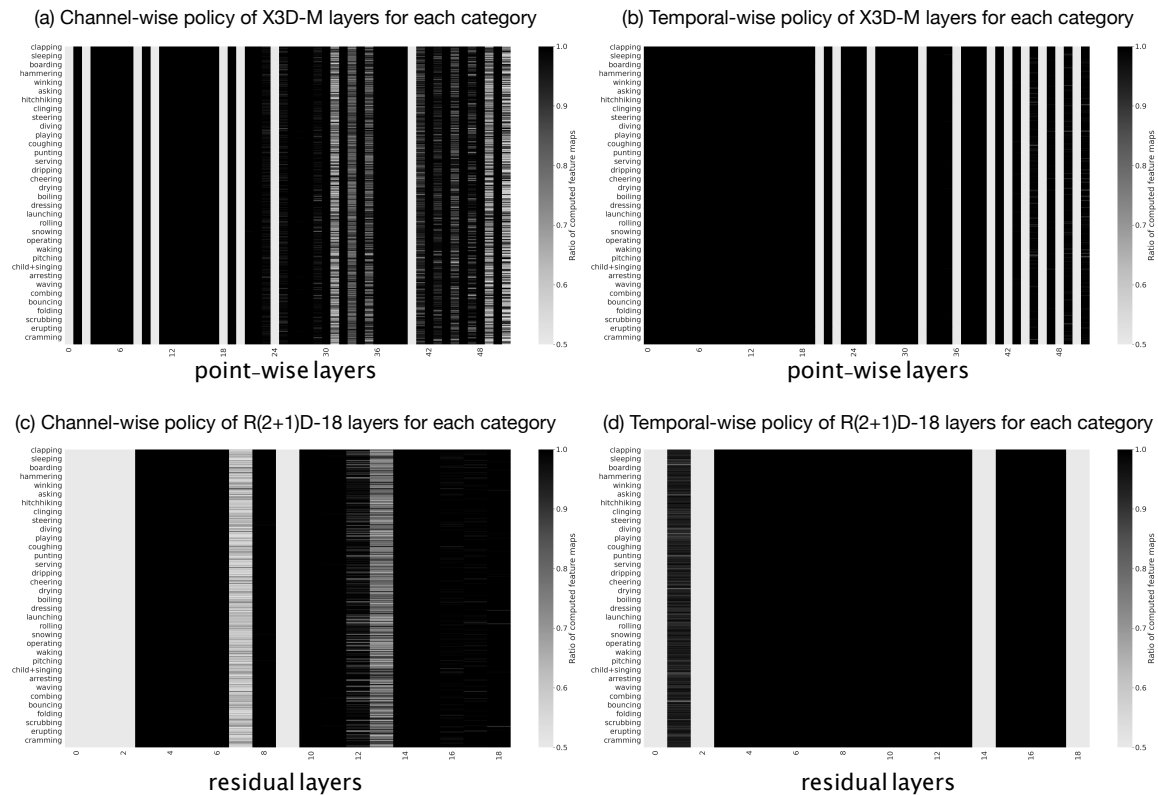 (a) Channel-wise policy of X3D-M layers for each category
clapping
sleeping
boarding
hammering
winking
asking
hitchhiking
clinging
steering
diving
playing
coughing
punting
serving
dripping
cheering
drying
boiling
dressing
launching
rolling
snowing
operating
waking
pitching
child+singing
arresting
waving
combing
bouncing
folding
scrubbing
erupting
cramming
0 6 12 18 24 30 36 42 48
point-wise layers
1.0
0.9
0.8
0.7
0.6
0.5
Ratio of computed feature maps
(b) Temporal-wise policy of X3D-M layers for each category
clapping
sleeping
boarding
hammering
winking
asking
hitchhiking
clinging
steering
diving
playing
coughing
punting
serving
dripping
cheering
drying
boiling
dressing
launching
rolling
snowing
operating
waking
pitching
child+singing
arresting
waving
combing
bouncing
folding
scrubbing
erupting
cramming
0 6 12 18 24 30 36 42 48
point-wise layers
1.0
0.9
0.8
0.7
0.6
0.5
Ratio of computed feature maps
(c) Channel-wise policy of R(2+1)D-18 layers for each category
clapping
sleeping
boarding
hammering
winking
asking
hitchhiking
clinging
steering
diving
playing
coughing
punting
serving
dripping
cheering
drying
boiling
dressing
launching
rolling
snowing
operating
waking
pitching
child+singing
arresting
waving
combing
bouncing
folding
scrubbing
erupting
cramming
0 2 4 6 8 10 12 14 16 18
residual layers
1.0
0.9
0.8
0.7
0.6
0.5
Ratio of computed feature maps
(d) Temporal-wise policy of R(2+1)D-18 layers for each category
clapping
sleeping
boarding
hammering
winking
asking
hitchhiking
clinging
steering
diving
playing
coughing
punting
serving
dripping
cheering
drying
boiling
dressing
launching
rolling
snowing
operating
waking
pitching
child+singing
arresting
waving
combing
bouncing
folding
scrubbing
erupting
cramming
0 2 4 6 8 10 12 14 16 18
residual layers
1.0
0.9
0.8
0.7
0.6
0.5
Ratio of computed feature maps